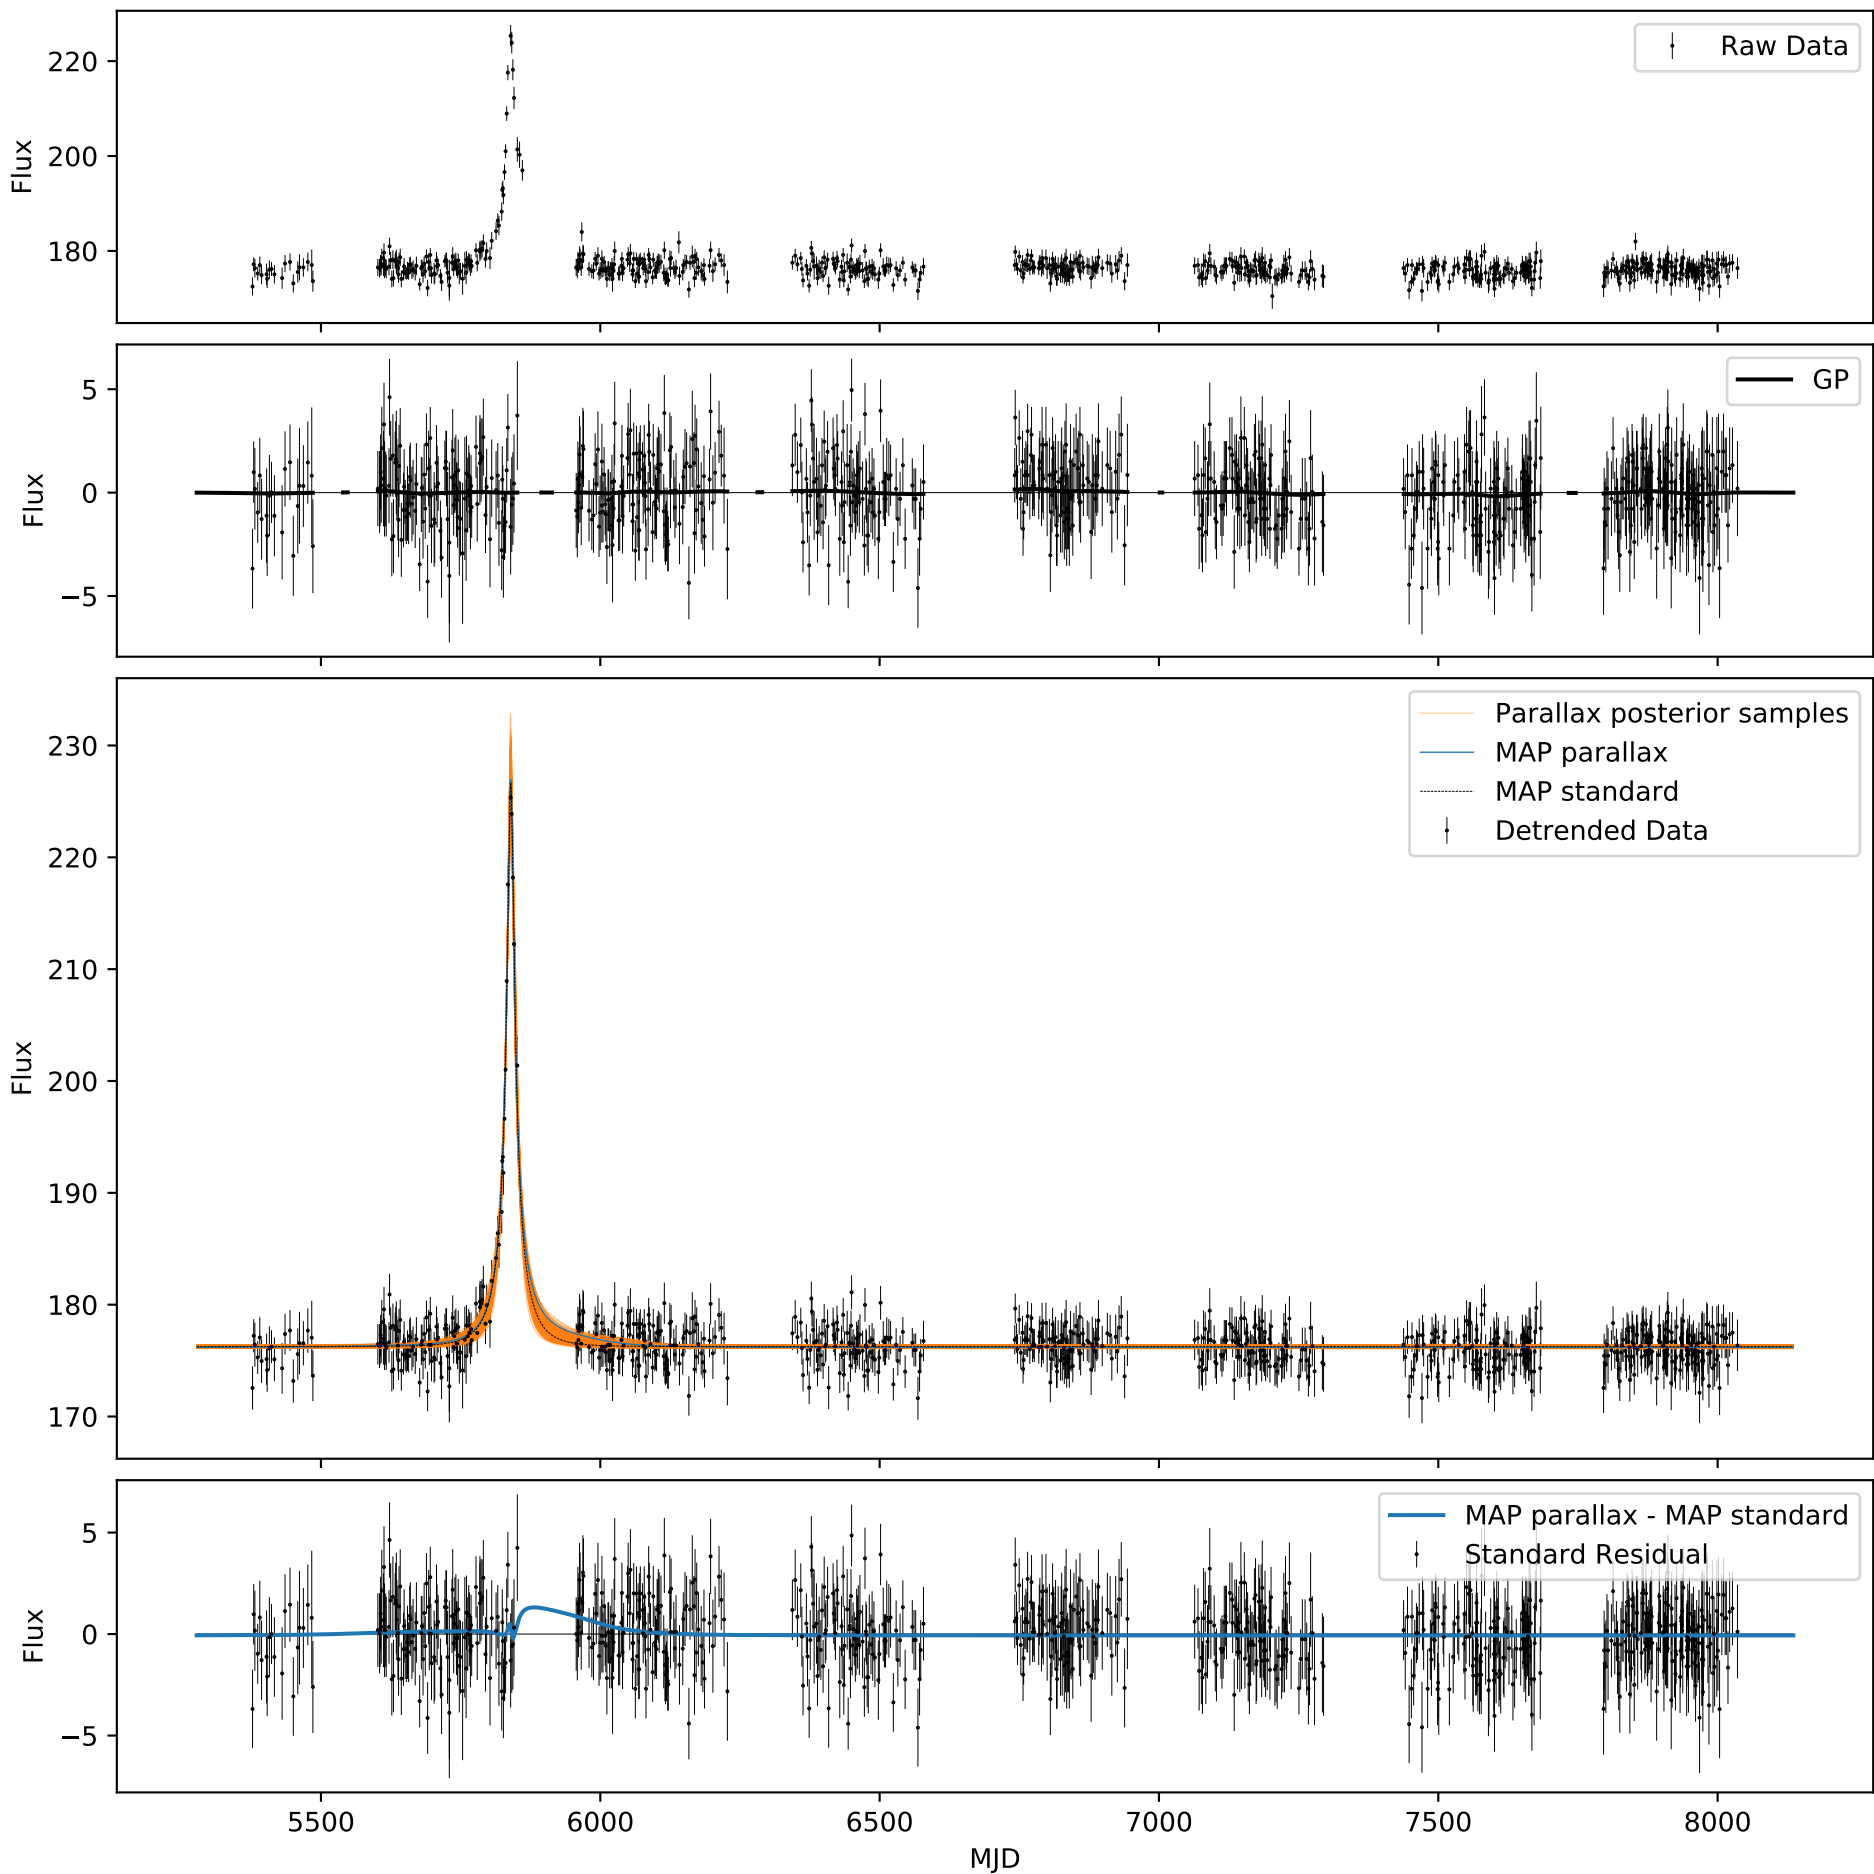 Flux
220
200
180
Raw Data
Flux
5
0
−5
GP
Flux
230
220
210
200
190
180
170
Parallax posterior samples
MAP parallax
MAP standard
Detrended Data
Flux
5
0
−5
MAP parallax - MAP standard
Standard Residual
5500 6000 6500 7000 7500 8000
MJD